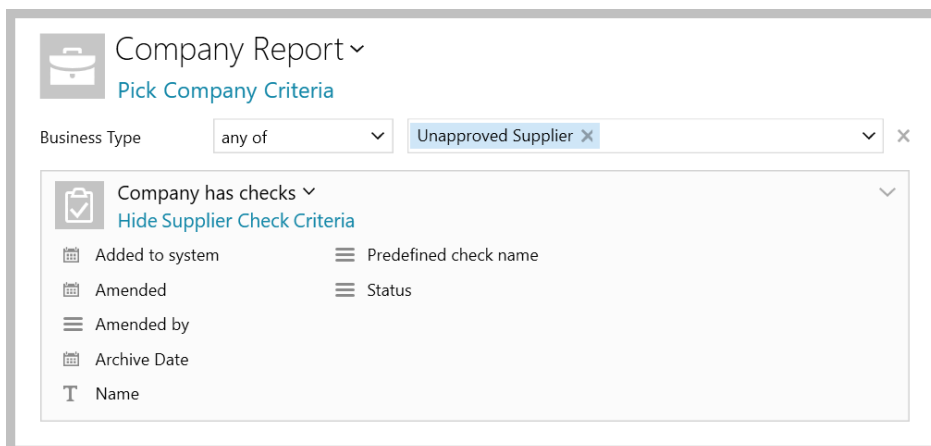 Company Report
Pick Company Criteria
Business Type any of Unapproved Supplier
Company has checks
Hide Supplier Check Criteria
Added to system Predefined check name
Amended Status
Amended by
Archive Date
T Name